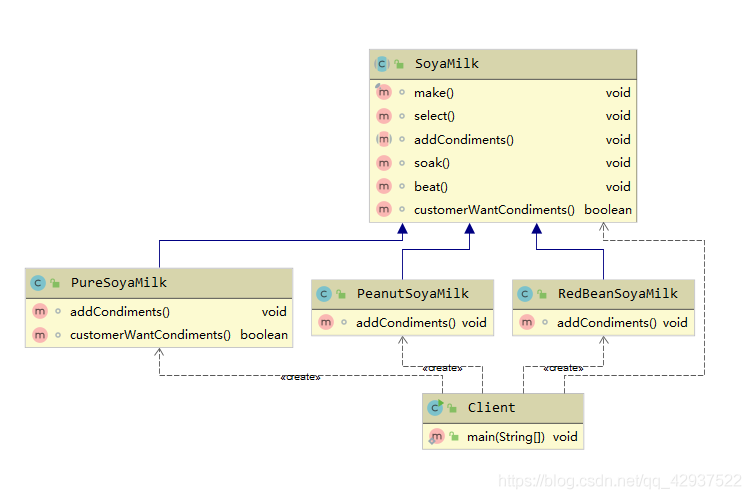 SoyaMilk
make() void
select() void
addCondiments() void
soak() void
beat() void
customerWantCondiments() boolean
PureSoyaMilk
addCondiments() void
customerWantCondiments() boolean
PeanutSoyaMilk
addCondiments() void
RedBeanSoyaMilk
addCondiments() void
«create»
«create»
«create»
Client
main(String[]) void
https://blog.csdn.net/qq_42937522